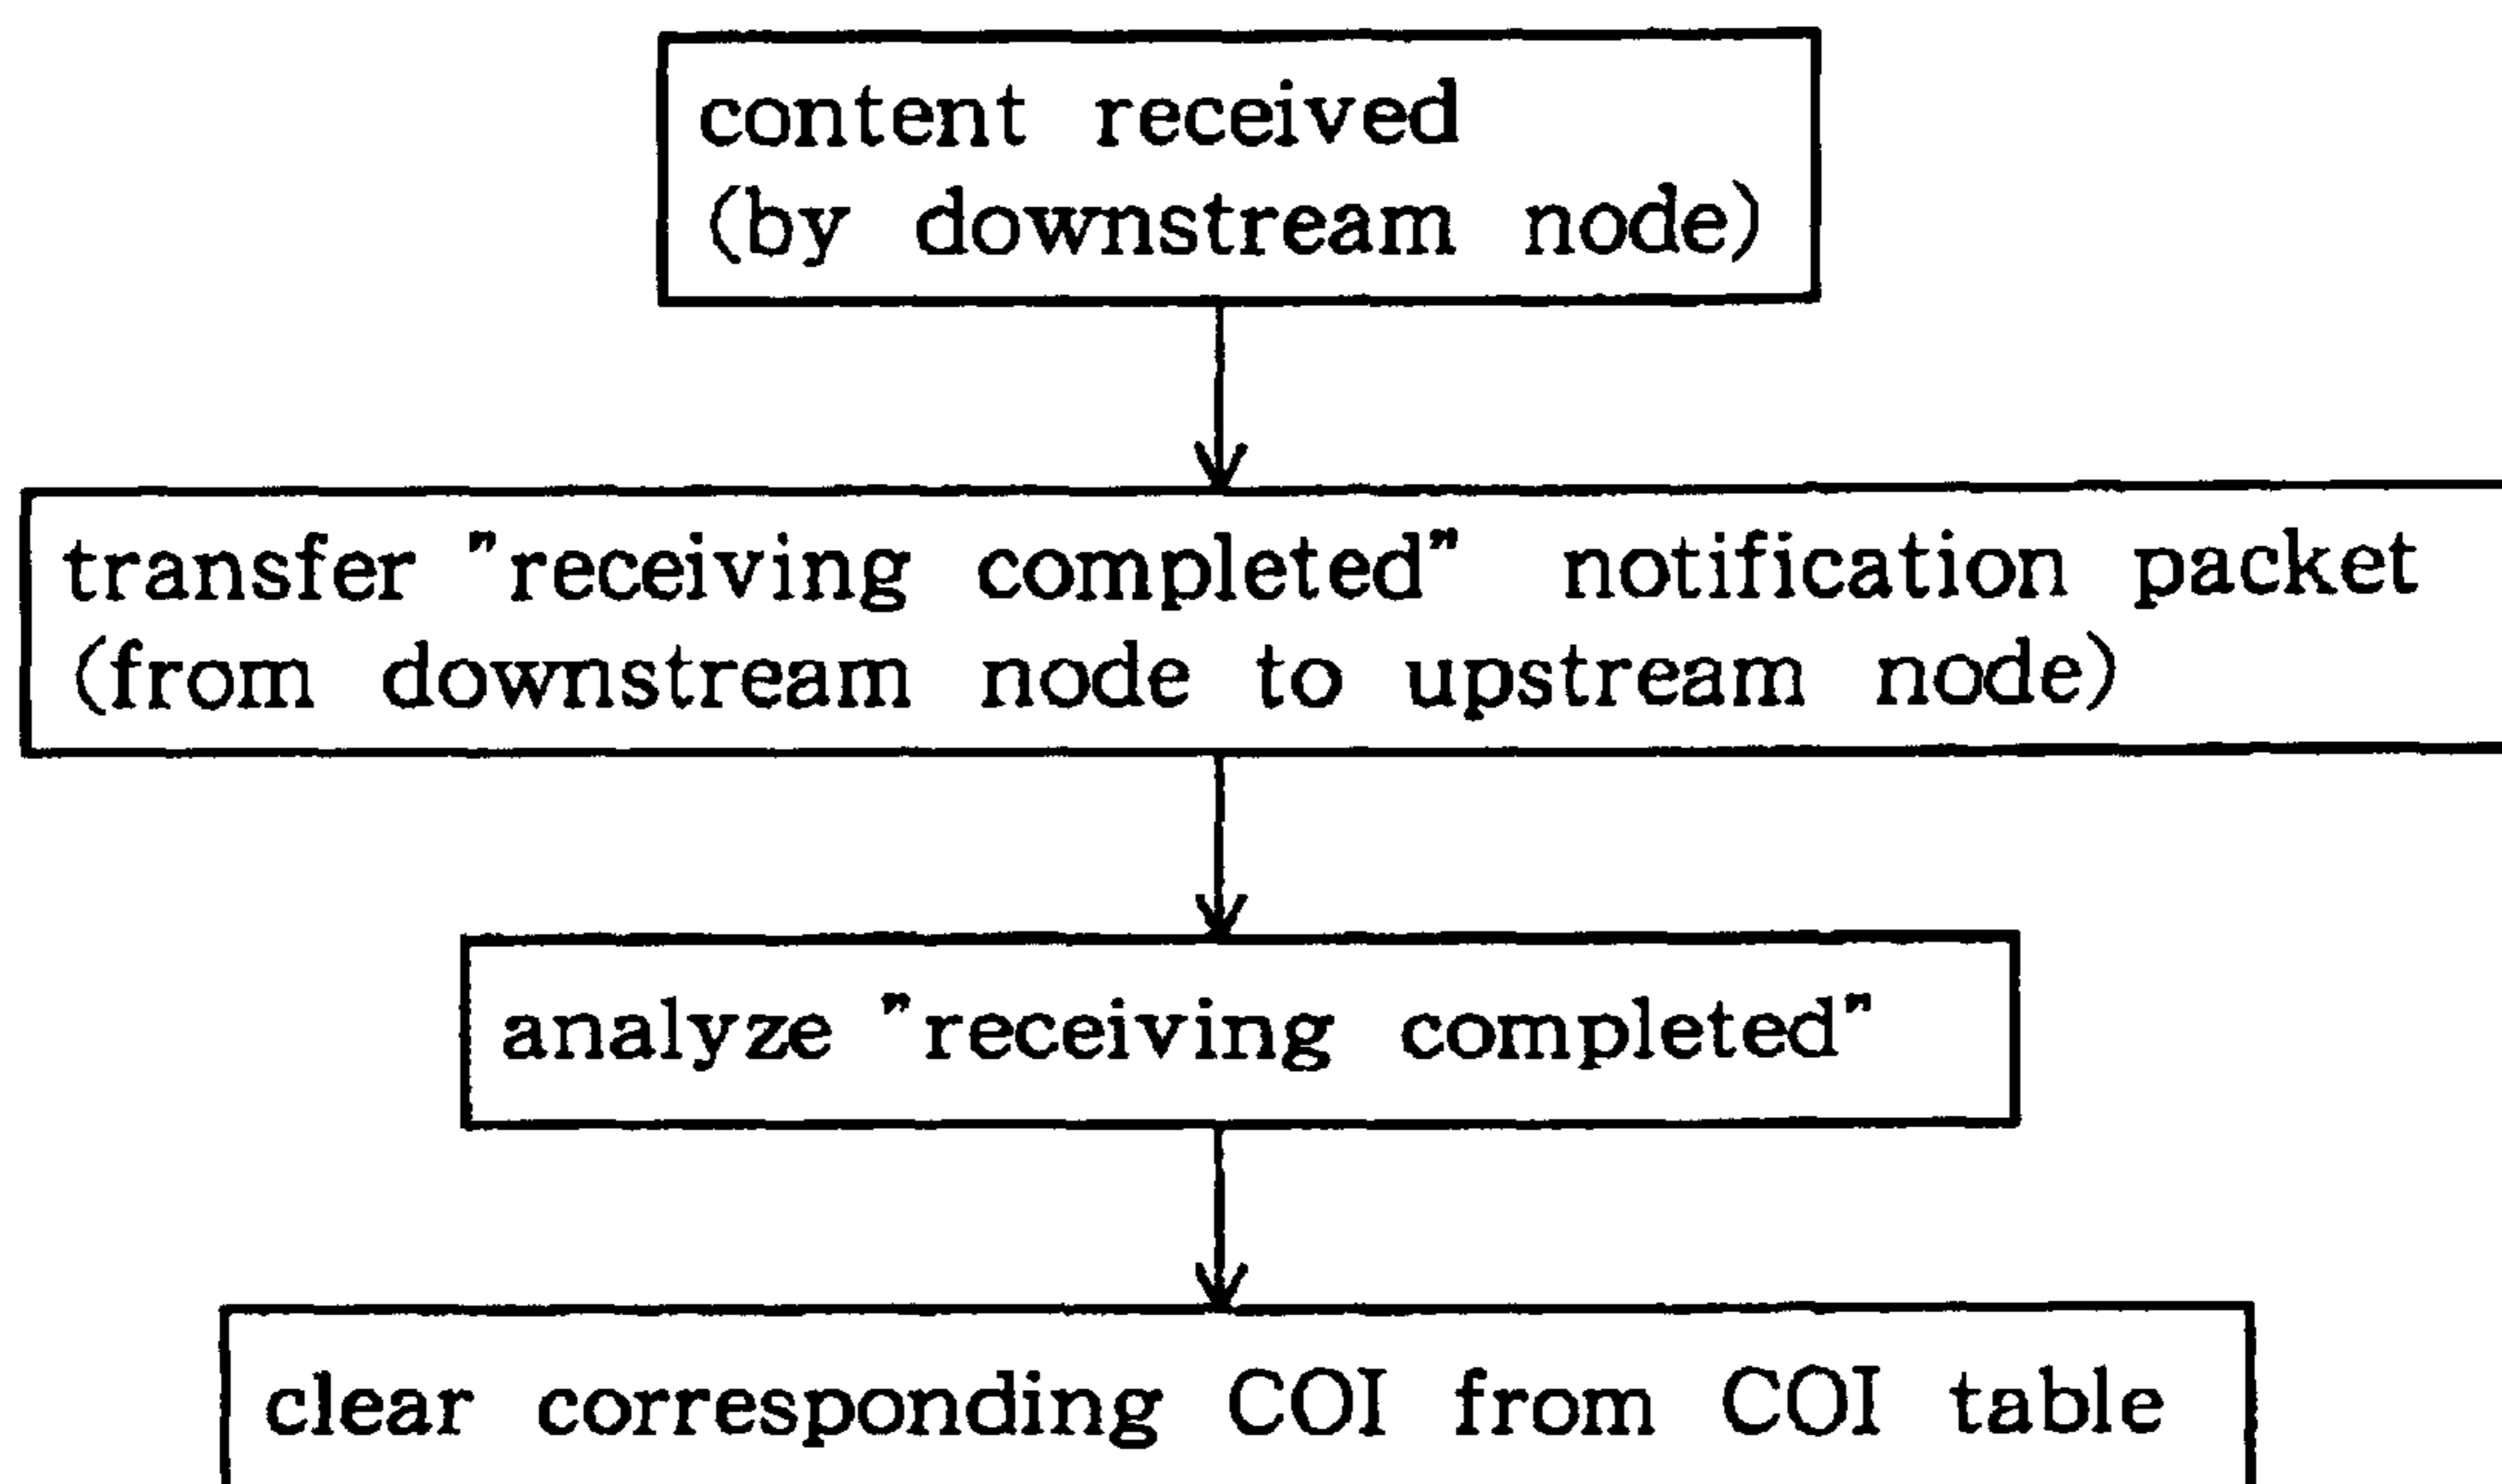 content received
(by downstream node)
transfer "receiving completed" notification packet
(from downstream node to upstream node)
analyze "receiving completed"
clear corresponding COI from COI table